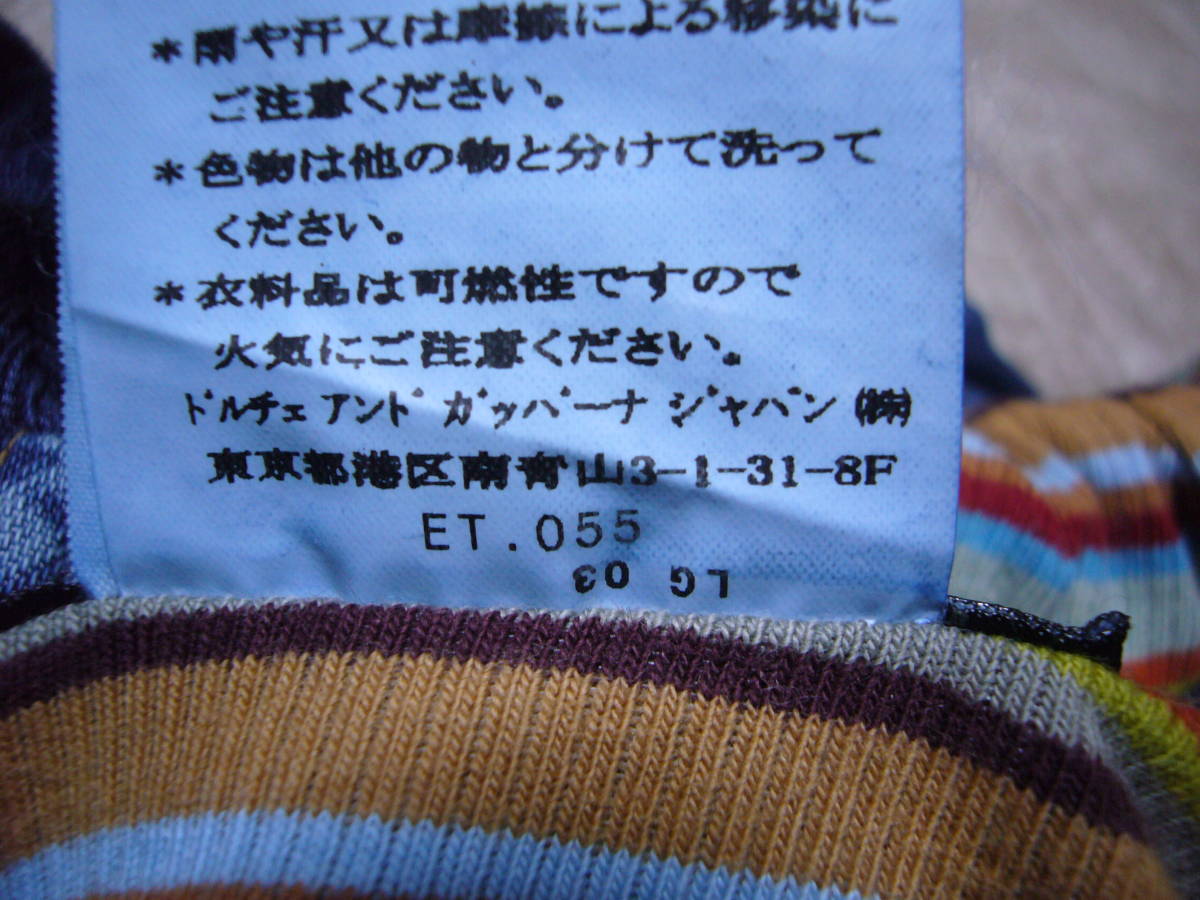 *雨や汗又は摩擦による移染に
ご注意ください。
*色物は他の物と分けて洗って
ください。
*衣料品は可燃性ですので
火気にご注意ください。
ドルチェ アンド ガッバーナ ジャパン ㈱
東京都港区南青山3-1-31-8F
ET.055
LG 03